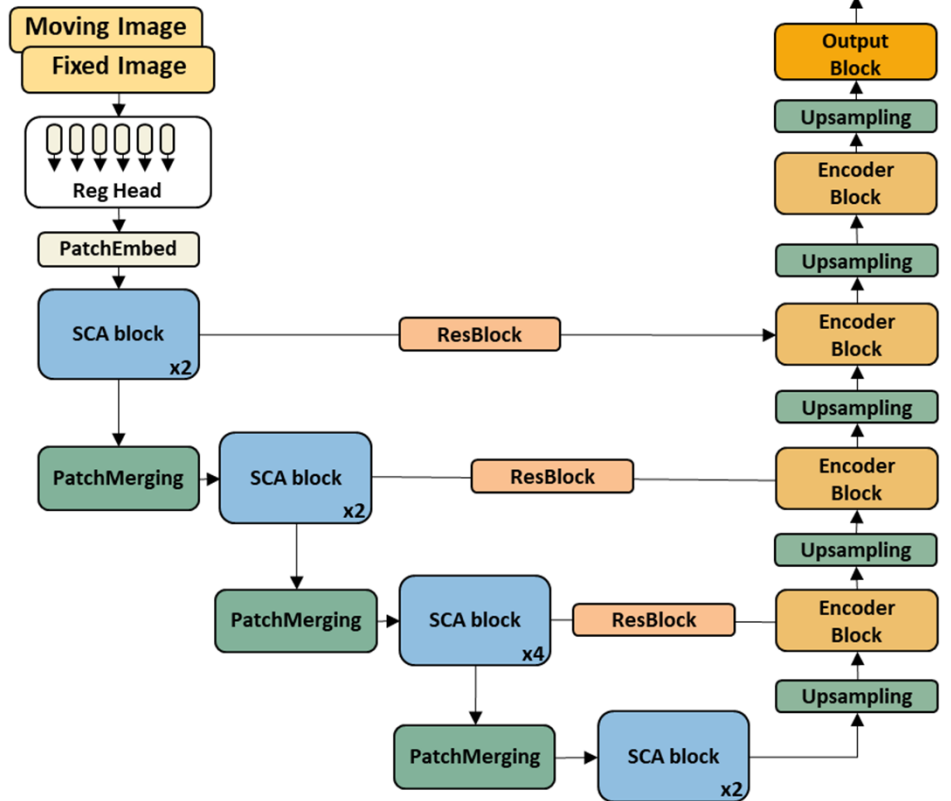 Moving Image
Fixed Image
Reg Head
PatchEmbed
SCA block
x2
ResBlock
PatchMerging
SCA block
x2
ResBlock
PatchMerging
SCA block
x4
ResBlock
PatchMerging
SCA block
x2
Output
Block
Upsampling
Encoder
Block
Upsampling
Encoder
Block
Upsampling
Encoder
Block
Upsampling
Encoder
Block
Upsampling